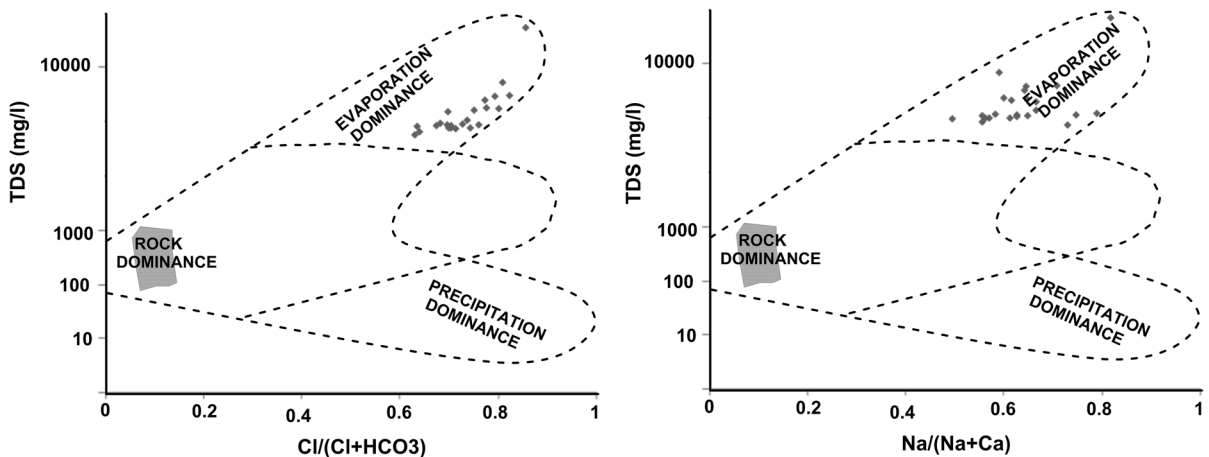 TDS (mg/l)
10000
1000
100
10
EVAPORATION
DOMINANCE
ROCK
DOMINANCE
PRECIPITATION
DOMINANCE
0
0.2
0.4
0.6
0.8
1
Cl/(Cl+HCO3)
TDS (mg/l)
10000
1000
100
10
EVAPORATION
DOMINANCE
ROCK
DOMINANCE
PRECIPITATION
DOMINANCE
0
0.2
0.4
0.6
0.8
1
Na/(Na+Ca)